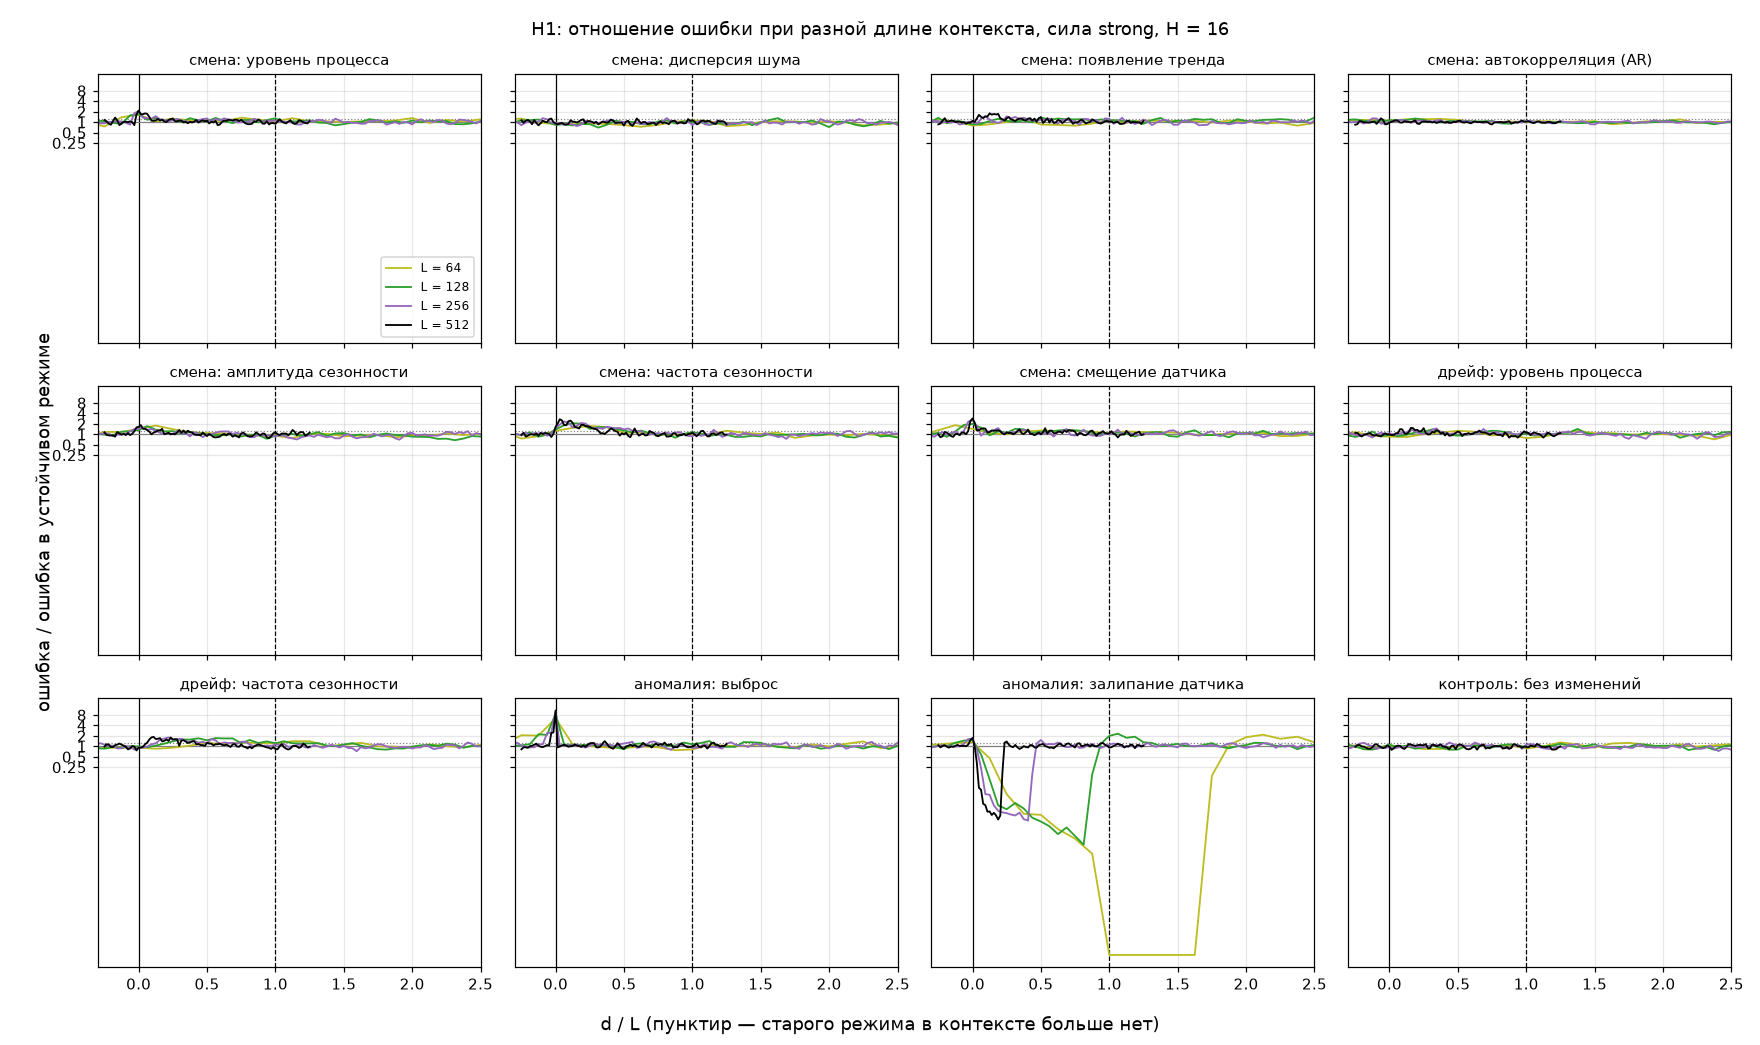 H1: отношение ошибки при разной длине контекста, сила strong, H = 16
смена: уровень процесса
смена: дисперсия шума
смена: появление тренда
смена: автокорреляция (AR)
8
4
2
1
0.5
0.25
L = 64
L = 128
L = 256
L = 512
смена: амплитуда сезонности
смена: частота сезонности
смена: смещение датчика
дрейф: уровень процесса
8
4
2
1
0.5
0.25
ошибка / ошибка в устойчивом режиме
дрейф: частота сезонности
аномалия: выброс
аномалия: залипание датчика
контроль: без изменений
8
4
2
1
0.5
0.25
0.0 0.5 1.0 1.5 2.0 2.5
0.0 0.5 1.0 1.5 2.0 2.5
0.0 0.5 1.0 1.5 2.0 2.5
0.0 0.5 1.0 1.5 2.0 2.5
d / L (пунктир — старого режима в контексте больше нет)